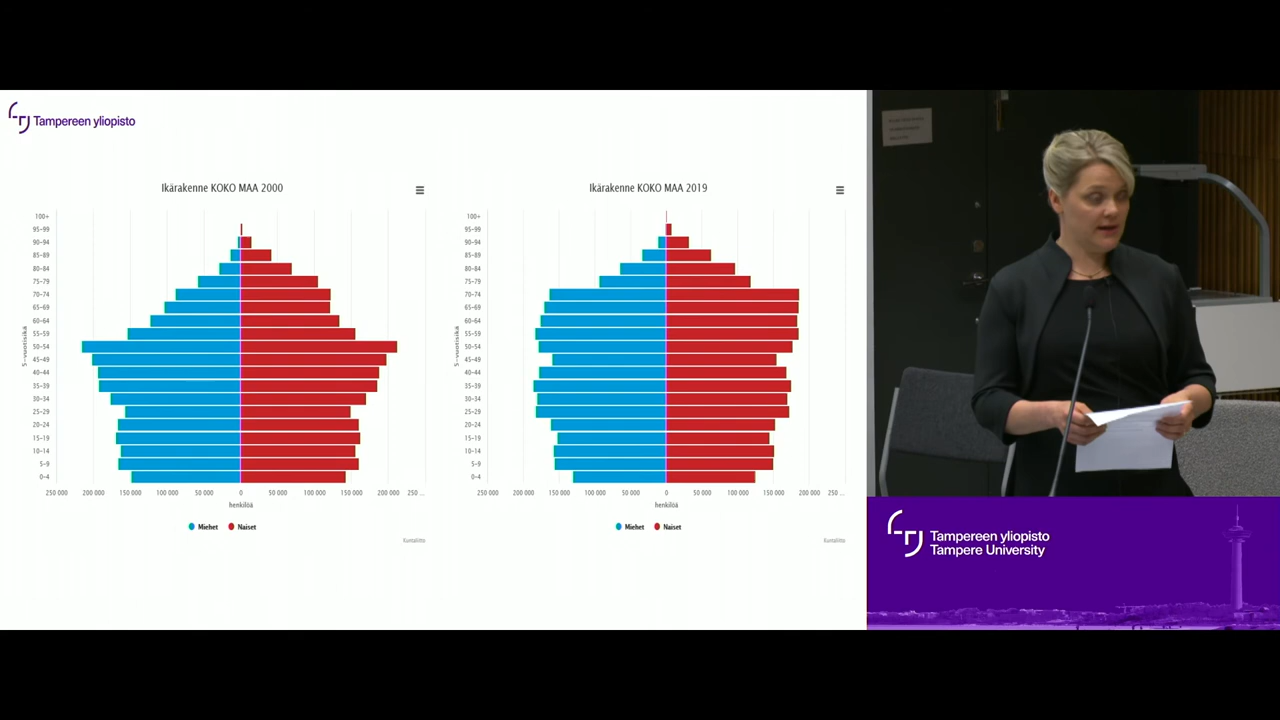 Tampereen yliopisto
Ikärakenne KOKO MAA 2000
5-vuotisikä
100+
95-99
90-94
85-89
80-84
75-79
70-74
65-69
60-64
55-59
50-54
45-49
40-44
35-39
30-34
25-29
20-24
15-19
10-14
5-9
0-4
250 000 200 000 150 000 100 000 50 000 0 50 000 100 000 150 000 200 000 250 ...
henkilöä
Miehet Naiset
Kuntaliitto
Ikärakenne KOKO MAA 2019
5-vuotisikä
100+
95-99
90-94
85-89
80-84
75-79
70-74
65-69
60-64
55-59
50-54
45-49
40-44
35-39
30-34
25-29
20-24
15-19
10-14
5-9
0-4
250 000 200 000 150 000 100 000 50 000 0 50 000 100 000 150 000 200 000 250 ...
henkilöä
Miehet Naiset
Kuntaliitto
Tampereen yliopisto
Tampere University